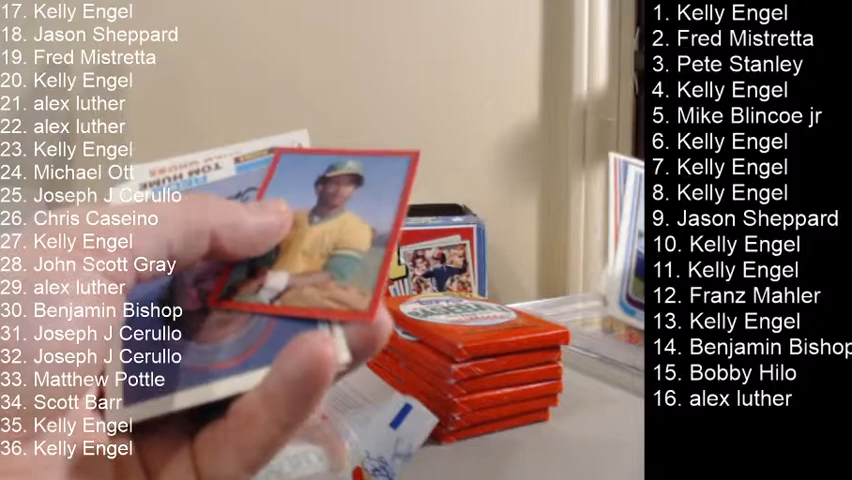 17. Kelly Engel
18. Jason Sheppard
19. Fred Mistretta
20. Kelly Engel
21. alex luther
22. alex luther
23. Kelly Engel
24. Michael Ott
25. Joseph J Cerullo
26. Chris Caseino
27. Kelly Engel
28. John Scott Gray
29. alex luther
30. Benjamin Bishop
31. Joseph J Cerullo
32. Joseph J Cerullo
33. Matthew Pottle
34. Scott Barr
35. Kelly Engel
36. Kelly Engel
TOM HUME
1. Kelly Engel
2. Fred Mistretta
3. Pete Stanley
4. Kelly Engel
5. Mike Blincoe jr
6. Kelly Engel
7. Kelly Engel
8. Kelly Engel
9. Jason Sheppard
10. Kelly Engel
11. Kelly Engel
12. Franz Mahler
13. Kelly Engel
14. Benjamin Bishop
15. Bobby Hilo
16. alex luther